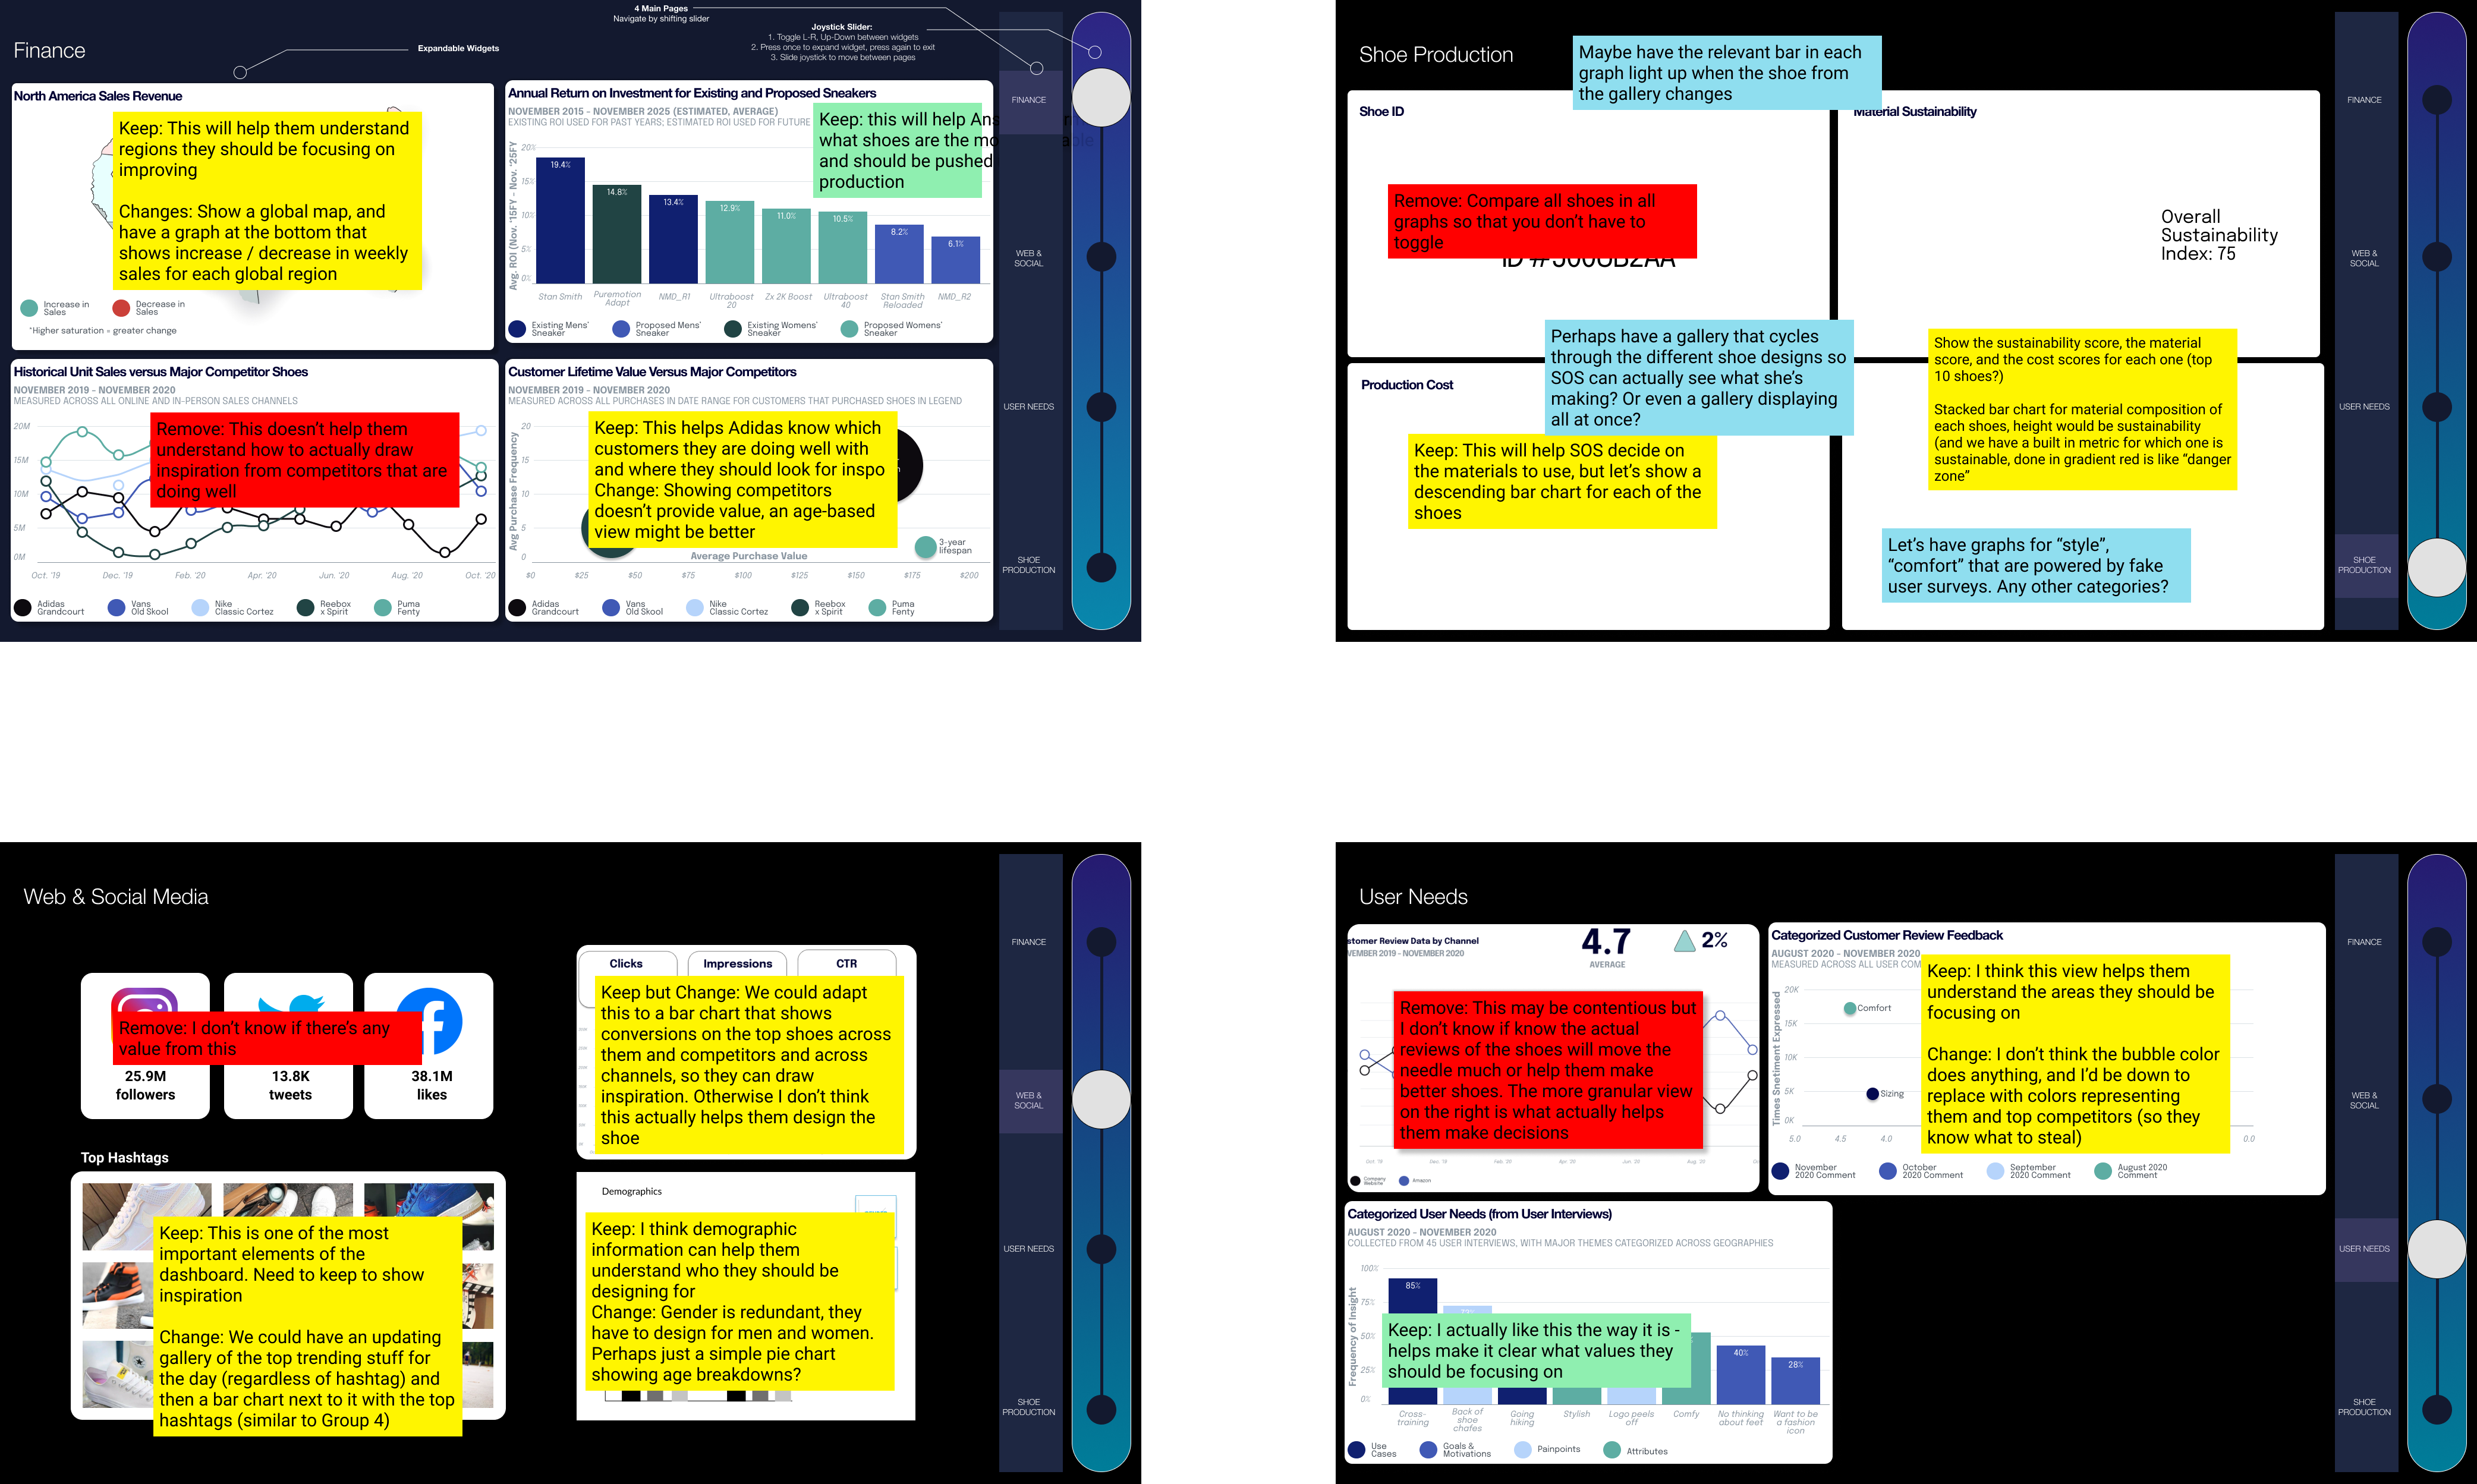 4 Main Pages
Navigate by shifting slider
Joystick Slider:
1. Toggle L-R, Up-Down between widgets
2. Press once to expand widget, press again to exit
3. Slide joystick to move between pages
Finance
Expandable Widgets
North America Sales Revenue
Keep: This will help them understand
regions they should be focusing on
improving
Changes: Show a global map, and
have a graph at the bottom that
shows increase / decrease in weekly
sales for each global region
Increase in
Sales
Decrease in
Sales
*Higher saturation = greater change
Annual Return on Investment for Existing and Proposed Sneakers
NOVEMBER 2015 - NOVEMBER 2025 (ESTIMATED, AVERAGE)
EXISTING ROI USED FOR PAST YEARS; ESTIMATED ROI USED FOR FUTURE
Keep: this will help Ans
what shoes are the mo
and should be pushed
production
Avg. ROI (Nov. '15FY - Nov. '25FY
20%
15%
10%
5%
0%
19.4%
14.8%
13.4%
12.9%
11.0%
10.5%
8.2%
6.1%
Stan Smith
Puremotion
Adapt
NMD_R1
Ultraboost
20
Zx 2K Boost
Ultraboost
40
Stan Smith
Reloaded
NMD_R2
Existing Mens'
Sneaker
Proposed Mens'
Sneaker
Existing Womens'
Sneaker
Proposed Womens'
Sneaker
Historical Unit Sales versus Major Competitor Shoes
NOVEMBER 2019 - NOVEMBER 2020
MEASURED ACROSS ALL ONLINE AND IN-PERSON SALES CHANNELS
Remove: This doesn't help them
understand how to actually draw
inspiration from competitors that are
doing well
20M
15M
10M
5M
0M
Oct. '19
Dec. '19
Feb. '20
Apr. '20
Jun. '20
Aug. '20
Oct. '20
Adidas
Grandcourt
Vans
Old Skool
Nike
Classic Cortez
Reebox
x Spirit
Puma
Fenty
Customer Lifetime Value Versus Major Competitors
NOVEMBER 2019 - NOVEMBER 2020
MEASURED ACROSS ALL PURCHASES IN DATE RANGE FOR CUSTOMERS THAT PURCHASED SHOES IN LEGEND
Keep: This helps Adidas know which
customers they are doing well with
and where they should look for inspo
Change: Showing competitors
doesn't provide value, an age-based
view might be better
Avg Purchase Frequency
20
15
10
5
0
Average Purchase Value
3-year
lifespan
$0
$25
$50
$75
$100
$125
$150
$175
$200
Adidas
Grandcourt
Vans
Old Skool
Nike
Classic Cortez
Reebox
x Spirit
Puma
Fenty
FINANCE
WEB &
SOCIAL
USER NEEDS
SHOE
PRODUCTION
Shoe Production
Maybe have the relevant bar in each
graph light up when the shoe from
the gallery changes
Shoe ID
Material Sustainability
Remove: Compare all shoes in all
graphs so that you don't have to
toggle
Overall
Sustainability
Index: 75
Perhaps have a gallery that cycles
through the different shoe designs so
SOS can actually see what she's
making? Or even a gallery displaying
all at once?
Production Cost
Keep: This will help SOS decide on
the materials to use, but let's show a
descending bar chart for each of the
shoes
Show the sustainability score, the material
score, and the cost scores for each one (top
10 shoes?)
Stacked bar chart for material composition of
each shoes, height would be sustainability
(and we have a built in metric for which one is
sustainable, done in gradient red is like "danger
zone"
Let's have graphs for "style",
"comfort" that are powered by fake
user surveys. Any other categories?
FINANCE
WEB &
SOCIAL
USER NEEDS
SHOE
PRODUCTION
Web & Social Media
Remove: I don't know if there's any
value from this
25.9M
followers
13.8K
tweets
38.1M
likes
Clicks
Impressions
CTR
Keep but Change: We could adapt
this to a bar chart that shows
conversions on the top shoes across
them and competitors and across
channels, so they can draw
inspiration. Otherwise I don't think
this actually helps them design the
shoe
Top Hashtags
Keep: This is one of the most
important elements of the
dashboard. Need to keep to show
inspiration
Change: We could have an updating
gallery of the top trending stuff for
the day (regardless of hashtag) and
then a bar chart next to it with the top
hashtags (similar to Group 4)
Demographics
Keep: I think demographic
information can help them
understand who they should be
designing for
Change: Gender is redundant, they
have to design for men and women.
Perhaps just a simple pie chart
showing age breakdowns?
FINANCE
WEB &
SOCIAL
USER NEEDS
SHOE
PRODUCTION
User Needs
stomer Review Data by Channel
VEMBER 2019 - NOVEMBER 2020
4.7
AVERAGE
2%
Remove: This may be contentious but
I don't know if know the actual
reviews of the shoes will move the
needle much or help them make
better shoes. The more granular view
on the right is what actually helps
them make decisions
Oct. '19
Dec. '19
Feb. '20
Apr. '20
Jun. '20
Aug. '20
Company
Website
Amazon
Categorized Customer Review Feedback
AUGUST 2020 - NOVEMBER 2020
MEASURED ACROSS ALL USER COM
Keep: I think this view helps them
understand the areas they should be
focusing on
Change: I don't think the bubble color
does anything, and I'd be down to
replace with colors representing
them and top competitors (so they
know what to steal)
Times Snetiment Expressed
20K
15K
10K
5K
0K
Comfort
Sizing
5.0
4.5
4.0
0.0
November
2020 Comment
October
2020 Comment
September
2020 Comment
August 2020
Comment
Categorized User Needs (from User Interviews)
AUGUST 2020 - NOVEMBER 2020
COLLECTED FROM 45 USER INTERVIEWS, WITH MAJOR THEMES CATEGORIZED ACROSS GEOGRAPHIES
Frequency of Insight
100%
75%
50%
25%
0%
85%
Keep: I actually like this the way it is -
helps make it clear what values they
should be focusing on
40%
28%
Cross-
training
Back of
shoe
chafes
Going
hiking
Stylish
Logo peels
off
Comfy
No thinking
about feet
Want to be
a fashion
icon
Use
Cases
Goals &
Motivations
Painpoints
Attributes
FINANCE
WEB &
SOCIAL
USER NEEDS
SHOE
PRODUCTION